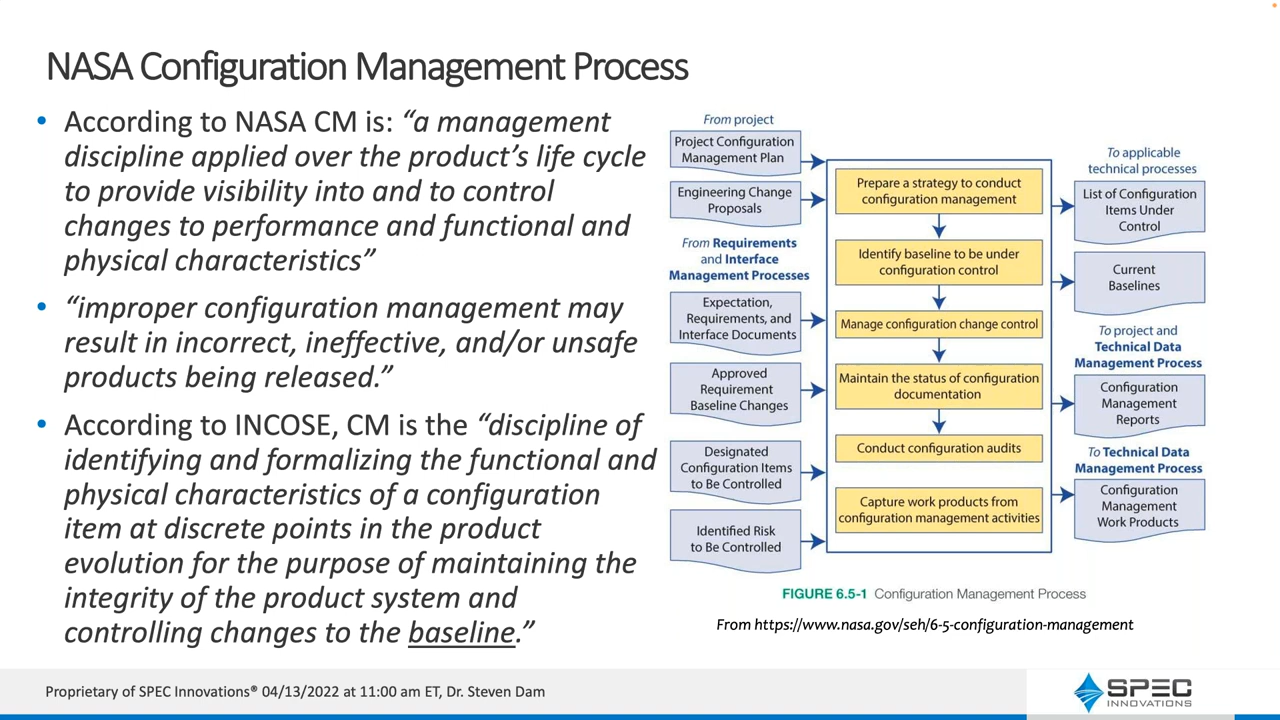 NASA Configuration Management Process
• According to NASA CM is: “a management
discipline applied over the product’s life cycle
to provide visibility into and to control
changes to performance and functional and
physical characteristics”
• “improper configuration management may
result in incorrect, ineffective, and/or unsafe
products being released.”
• According to INCOSE, CM is the “discipline of
identifying and formalizing the functional and
physical characteristics of a configuration
item at discrete points in the product
evolution for the purpose of maintaining the
integrity of the product system and
controlling changes to the baseline.”
From project
Project Configuration
Management Plan
Engineering Change
Proposals
From Requirements
and Interface
Management Processes
Expectation,
Requirements, and
Interface Documents
Approved
Requirement
Baseline Changes
Designated
Configuration Items
to Be Controlled
Identified Risk
to Be Controlled
Prepare a strategy to conduct
configuration management
Identify baseline to be under
configuration control
Manage configuration change control
Maintain the status of configuration
documentation
Conduct configuration audits
Capture work products from
configuration management activities
To applicable
technical processes
List of Configuration
Items Under
Control
Current
Baselines
To project and
Technical Data
Management Process
Configuration
Management
Reports
To Technical Data
Management Process
Configuration
Management
Work Products
FIGURE 6.5-1 Configuration Management Process
From https://www.nasa.gov/seh/6-5-configuration-management
Proprietary of SPEC Innovations® 04/13/2022 at 11:00 am ET, Dr. Steven Dam
SPEC
INNOVATIONS